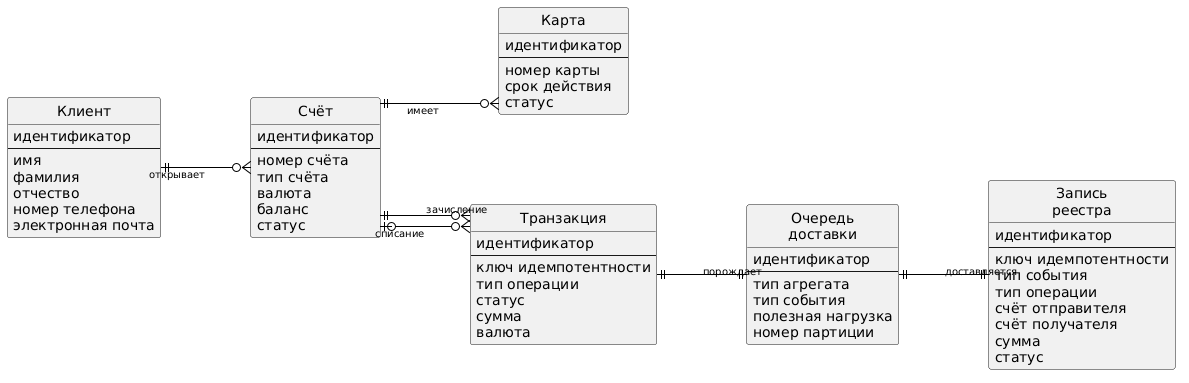 Карта
идентификатор
номер карты
срок действия
статус
Клиент
идентификатор
имя
фамилия
отчество
номер телефона
электронная почта
открывает
Счёт
идентификатор
номер счёта
тип счёта
валюта
баланс
статус
имеет
зачисление
списание
Транзакция
идентификатор
ключ идемпотентности
тип операции
статус
сумма
валюта
порождает
Очередь
доставки
идентификатор
тип агрегата
тип события
полезная нагрузка
номер партиции
доставляется
Запись
реестра
идентификатор
ключ идемпотентности
тип события
тип операции
счёт отправителя
счёт получателя
сумма
статус